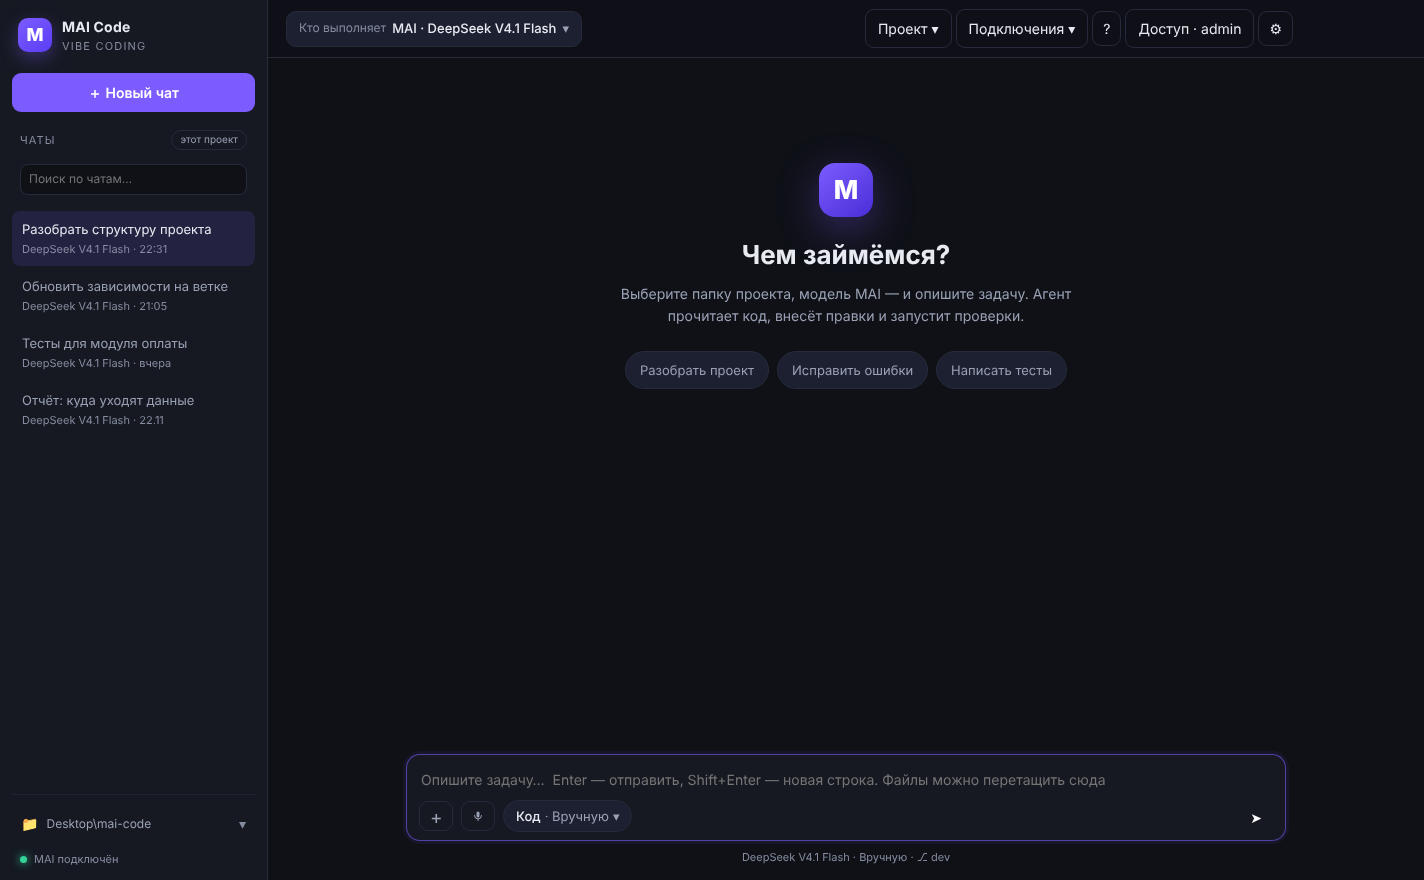 M
MAI Code
VIBE CODING
+ Новый чат
ЧАТЫ
этот проект
Поиск по чатам...
Разобрать структуру проекта
DeepSeek V4.1 Flash · 22:31
Обновить зависимости на ветке
DeepSeek V4.1 Flash · 21:05
Тесты для модуля оплаты
DeepSeek V4.1 Flash · вчера
Отчёт: куда уходят данные
DeepSeek V4.1 Flash · 22.11
Desktop\mai-code ▾
MAI подключён
Кто выполняет MAI · DeepSeek V4.1 Flash ▾
Проект ▾
Подключения ▾
?
Доступ · admin
M
Чем займёмся?
Выберите папку проекта, модель MAI — и опишите задачу. Агент
прочитает код, внесёт правки и запустит проверки.
Разобрать проект
Исправить ошибки
Написать тесты
Опишите задачу... Enter — отправить, Shift+Enter — новая строка. Файлы можно перетащить сюда
+
Код · Вручную ▾
DeepSeek V4.1 Flash · Вручную · ⎇ dev